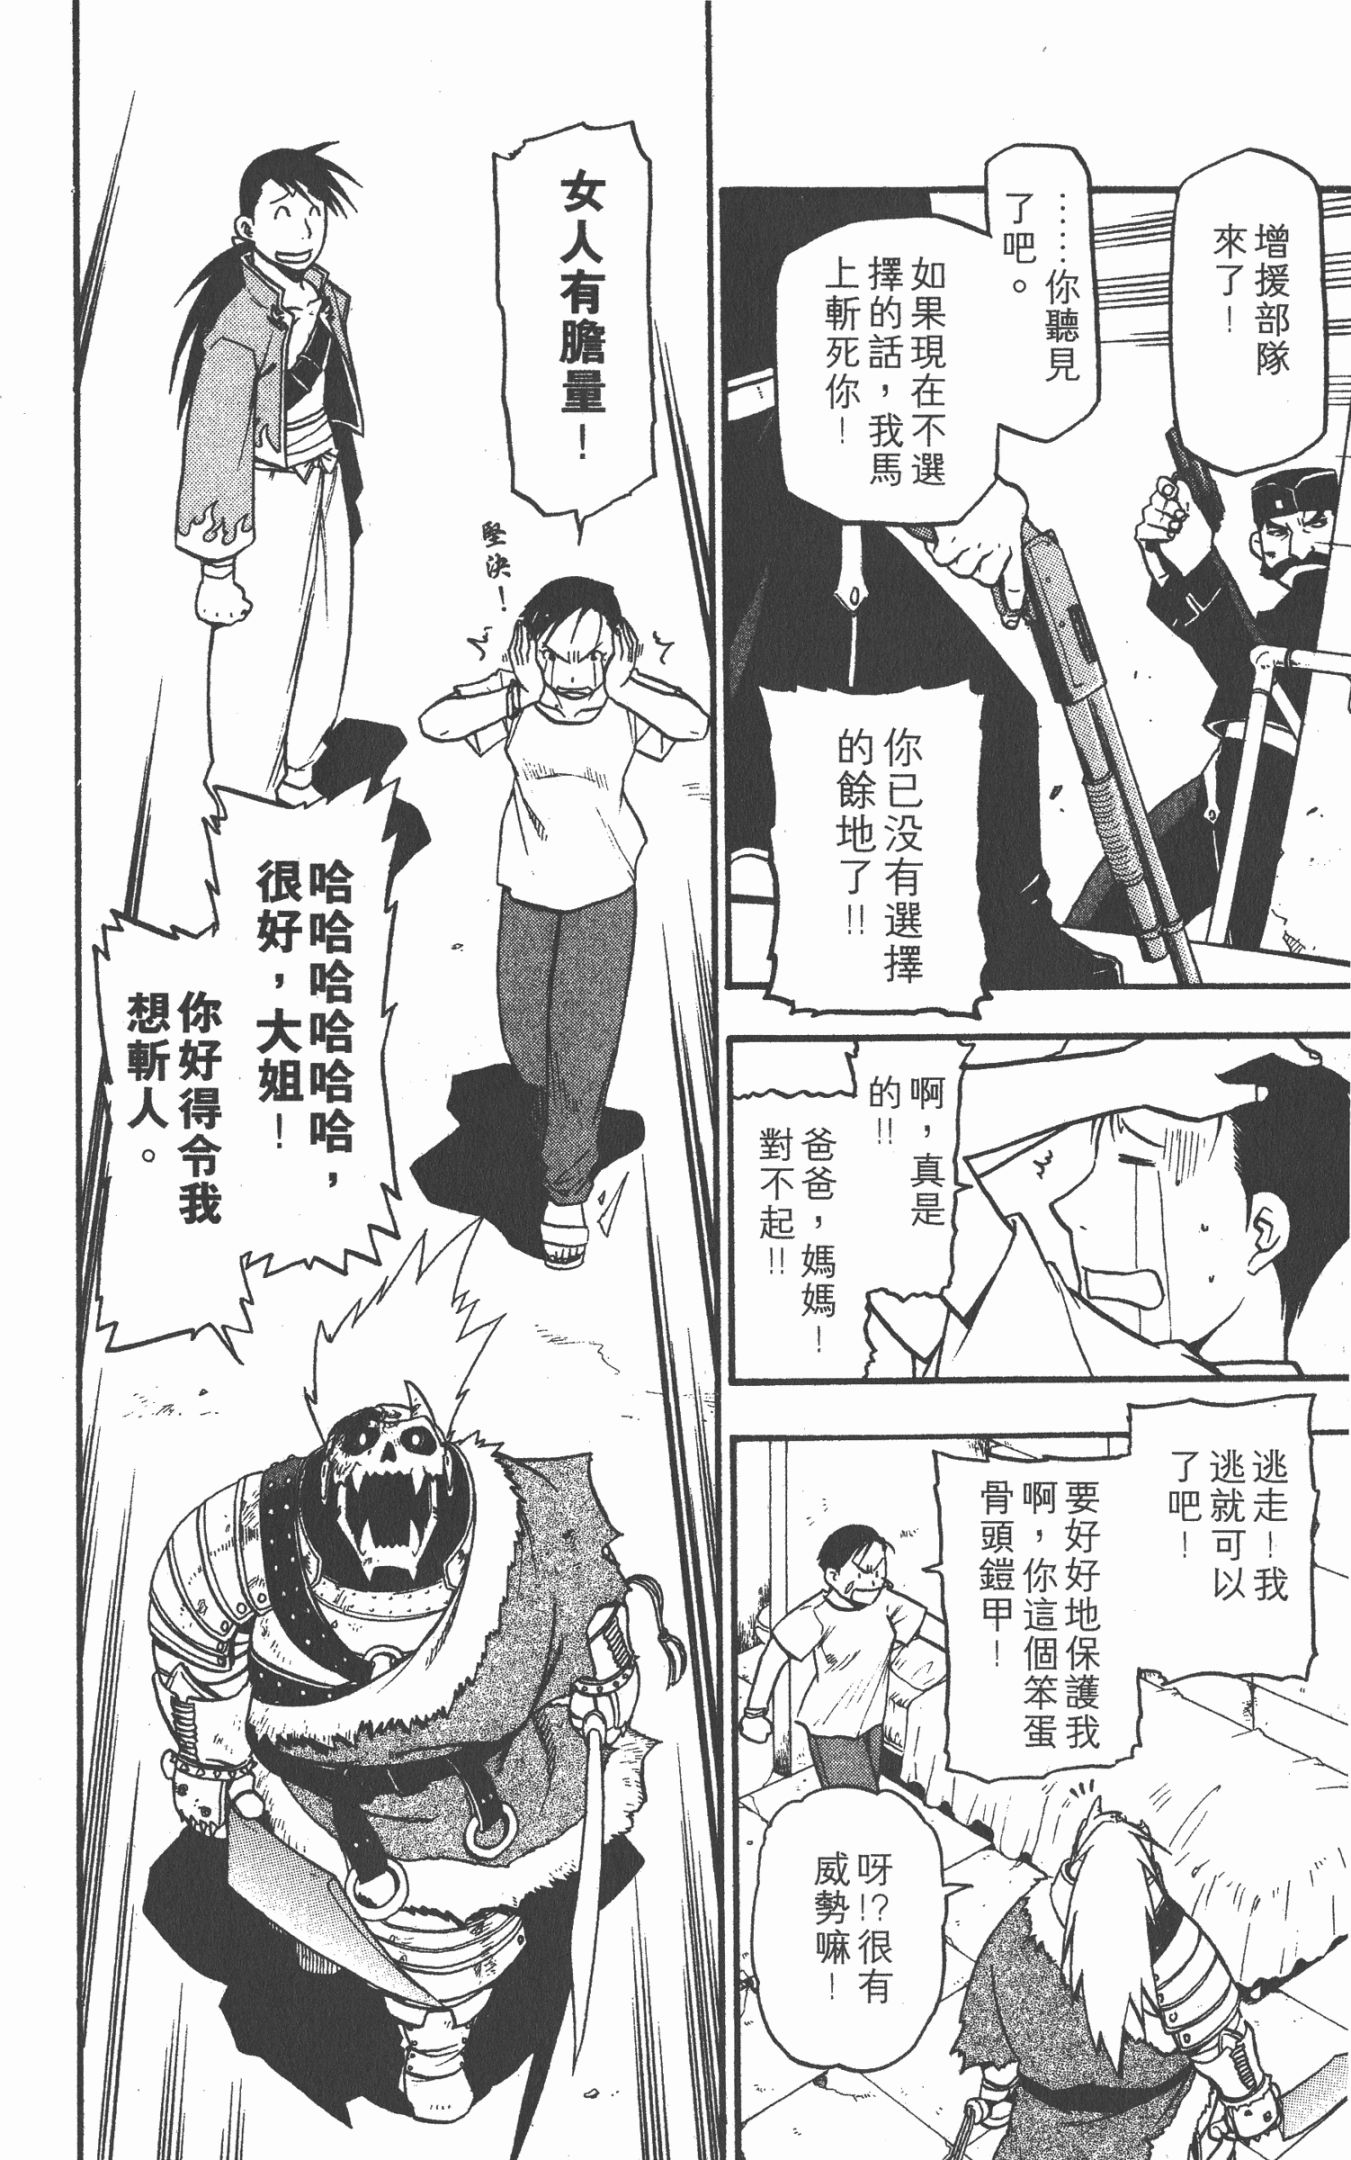 增援部隊
來了！
……你聽見
了吧。
如果現在不選
擇的話，我馬
上斬死你！
你已没有選擇
的餘地了!!
啊，真是
的!!
爸爸，媽媽！
對不起!!
逃走！我
逃就可以
了吧！
要好好地保護我
啊，你這個笨蛋
骨頭鎧甲！
呀!?很有
威勢嘛！
女人有膽量！
堅決！
哈哈哈哈哈哈，
很好，大姐！
你好得令我
想斬人。